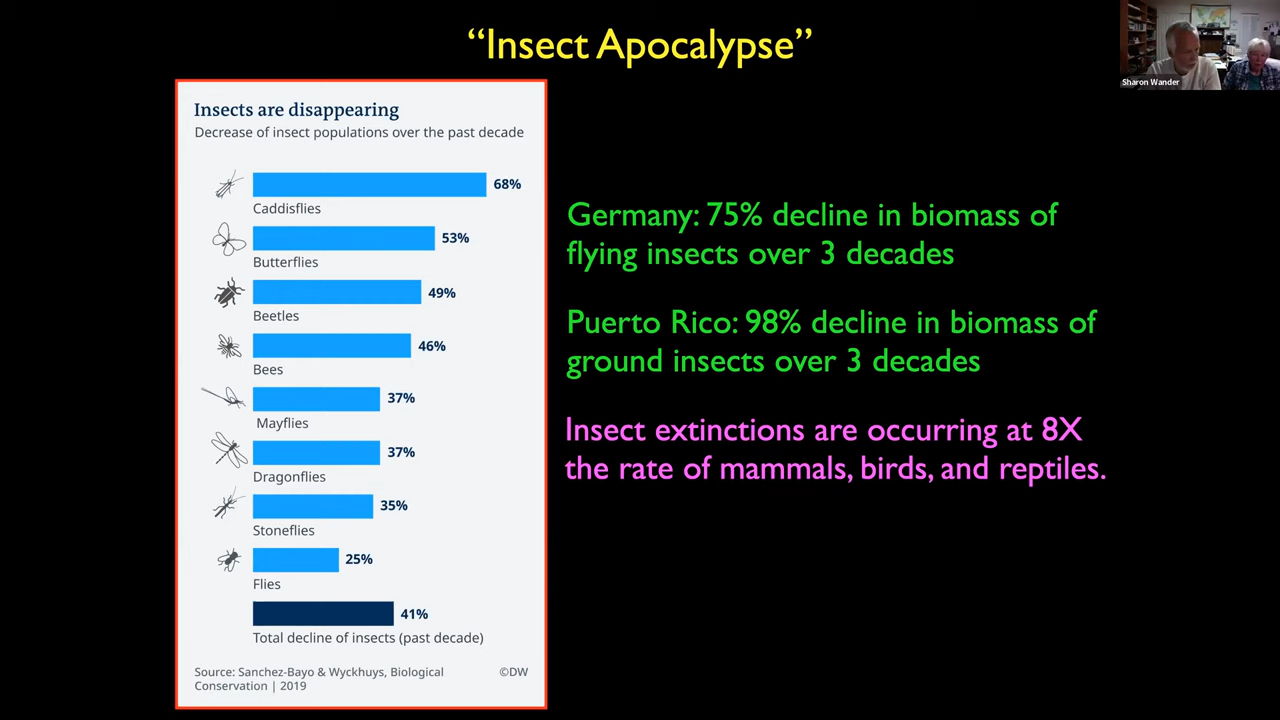 “Insect Apocalypse”
Sharon Wander
Insects are disappearing
Decrease of insect populations over the past decade
68%
Caddisflies
53%
Butterflies
49%
Beetles
46%
Bees
37%
Mayflies
37%
Dragonflies
35%
Stoneflies
25%
Flies
41%
Total decline of insects (past decade)
Source: Sanchez-Bayo & Wyckhuys, Biological
Conservation | 2019
©DW
Germany: 75% decline in biomass of
flying insects over 3 decades
Puerto Rico: 98% decline in biomass of
ground insects over 3 decades
Insect extinctions are occurring at 8X
the rate of mammals, birds, and reptiles.